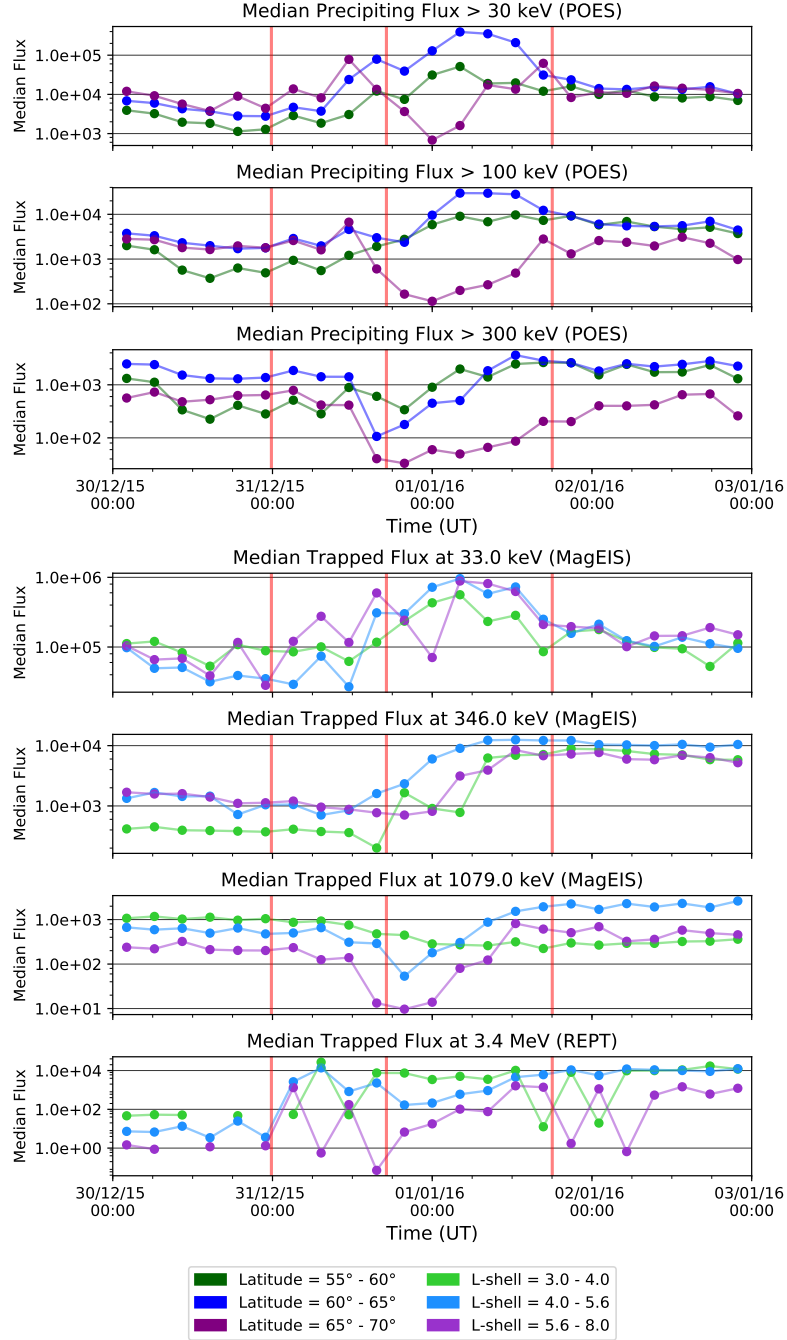 Median Precipiting Flux > 30 keV (POES)
Median Flux
1.0e+05
1.0e+04
1.0e+03
Median Precipiting Flux > 100 keV (POES)
Median Flux
1.0e+04
1.0e+03
1.0e+02
Median Precipiting Flux > 300 keV (POES)
Median Flux
1.0e+03
1.0e+02
30/12/15 31/12/15 01/01/16 02/01/16 03/01/16
00:00 00:00 00:00 00:00 00:00
Time (UT)
Median Trapped Flux at 33.0 keV (MagEIS)
Median Flux
1.0e+06
1.0e+05
Median Trapped Flux at 346.0 keV (MagEIS)
Median Flux
1.0e+04
1.0e+03
Median Trapped Flux at 1079.0 keV (MagEIS)
Median Flux
1.0e+03
1.0e+02
1.0e+01
Median Trapped Flux at 3.4 MeV (REPT)
Median Flux
1.0e+04
1.0e+02
1.0e+00
30/12/15 31/12/15 01/01/16 02/01/16 03/01/16
00:00 00:00 00:00 00:00 00:00
Time (UT)
Latitude = 55° - 60° L-shell = 3.0 - 4.0
Latitude = 60° - 65° L-shell = 4.0 - 5.6
Latitude = 65° - 70° L-shell = 5.6 - 8.0